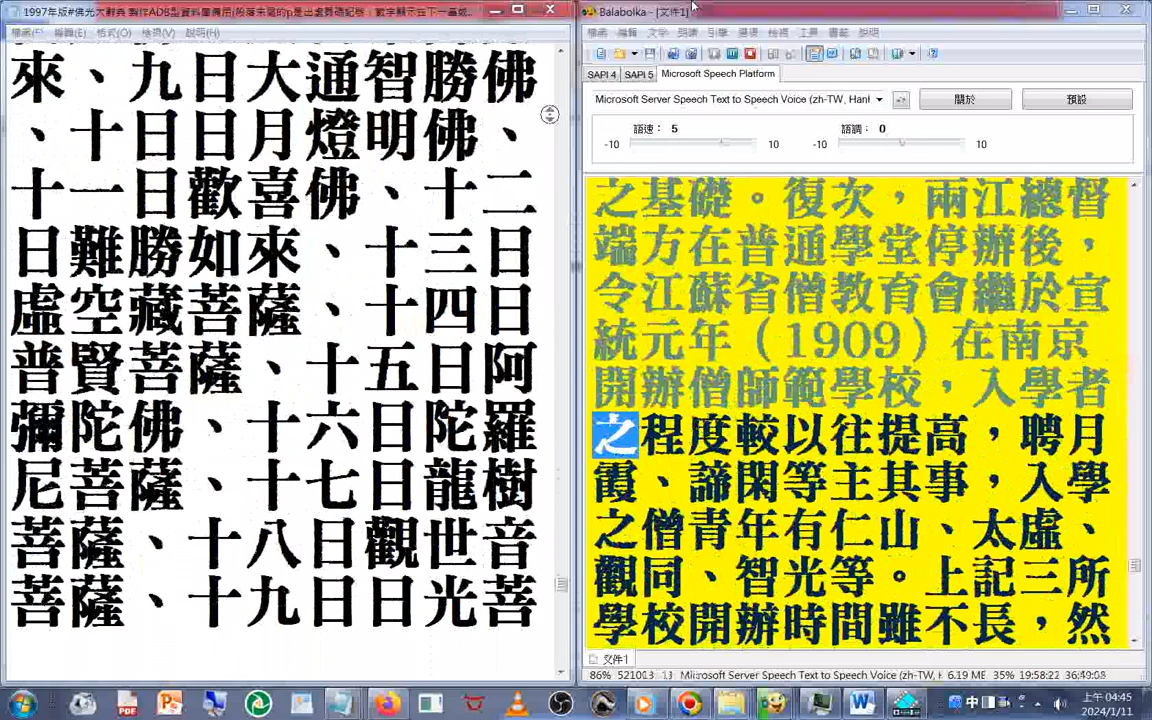 來、九日大通智勝佛
、十日日月燈明佛、
十一日歡喜佛、十二
日難勝如來、十三日
虛空藏菩薩、十四日
普賢菩薩、十五日阿
彌陀佛、十六日陀羅
尼菩薩、十七日龍樹
菩薩、十八日觀世音
菩薩、十九日日光菩
Balabolka - [文件1]
SAPI 4 SAPI 5 Microsoft Speech Platform
Microsoft Server Speech Text to Speech Voice (zh-TW, Hanl
關於
預設
語速： 5
語調： 0
-10 10 -10 10
之基礎。復次，兩江總督
端方在普通學堂停辦後，
令江蘇省僧教育會繼於宣
統元年（1909）在南京
開辦僧師範學校，入學者
之程度較以往提高，聘月
霞、諦閑等主其事，入學
之僧青年有仁山、太虛、
觀同、智光等。上記三所
學校開辦時間雖不長，然
文件1
86% Microsoft Server Speech Text to Speech Voice (zh-TW, 6.19 ME 35% 19:58:22 36:49:03
中
上午 04:45
2024/1/11